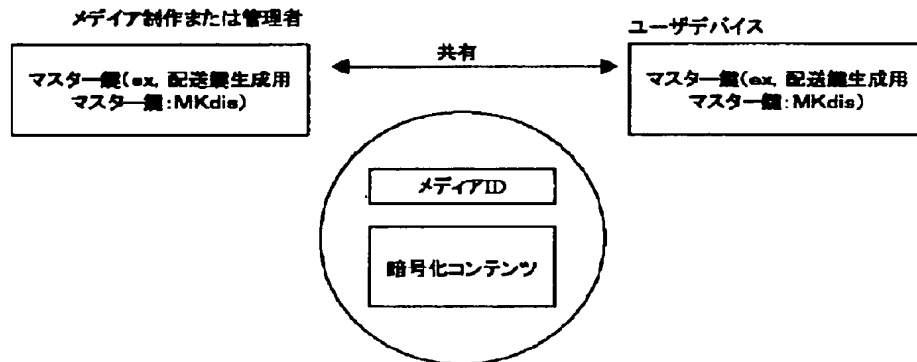 メデイア制作または管理者
ユーザデバイス
共有
マスター鍵(ex, 配送鍵生成用
マスター鍵:MKdis)
マスター鍵(ex, 配送鍵生成用
マスター鍵:MKdis)
メディアID
暗号化コンテンツ